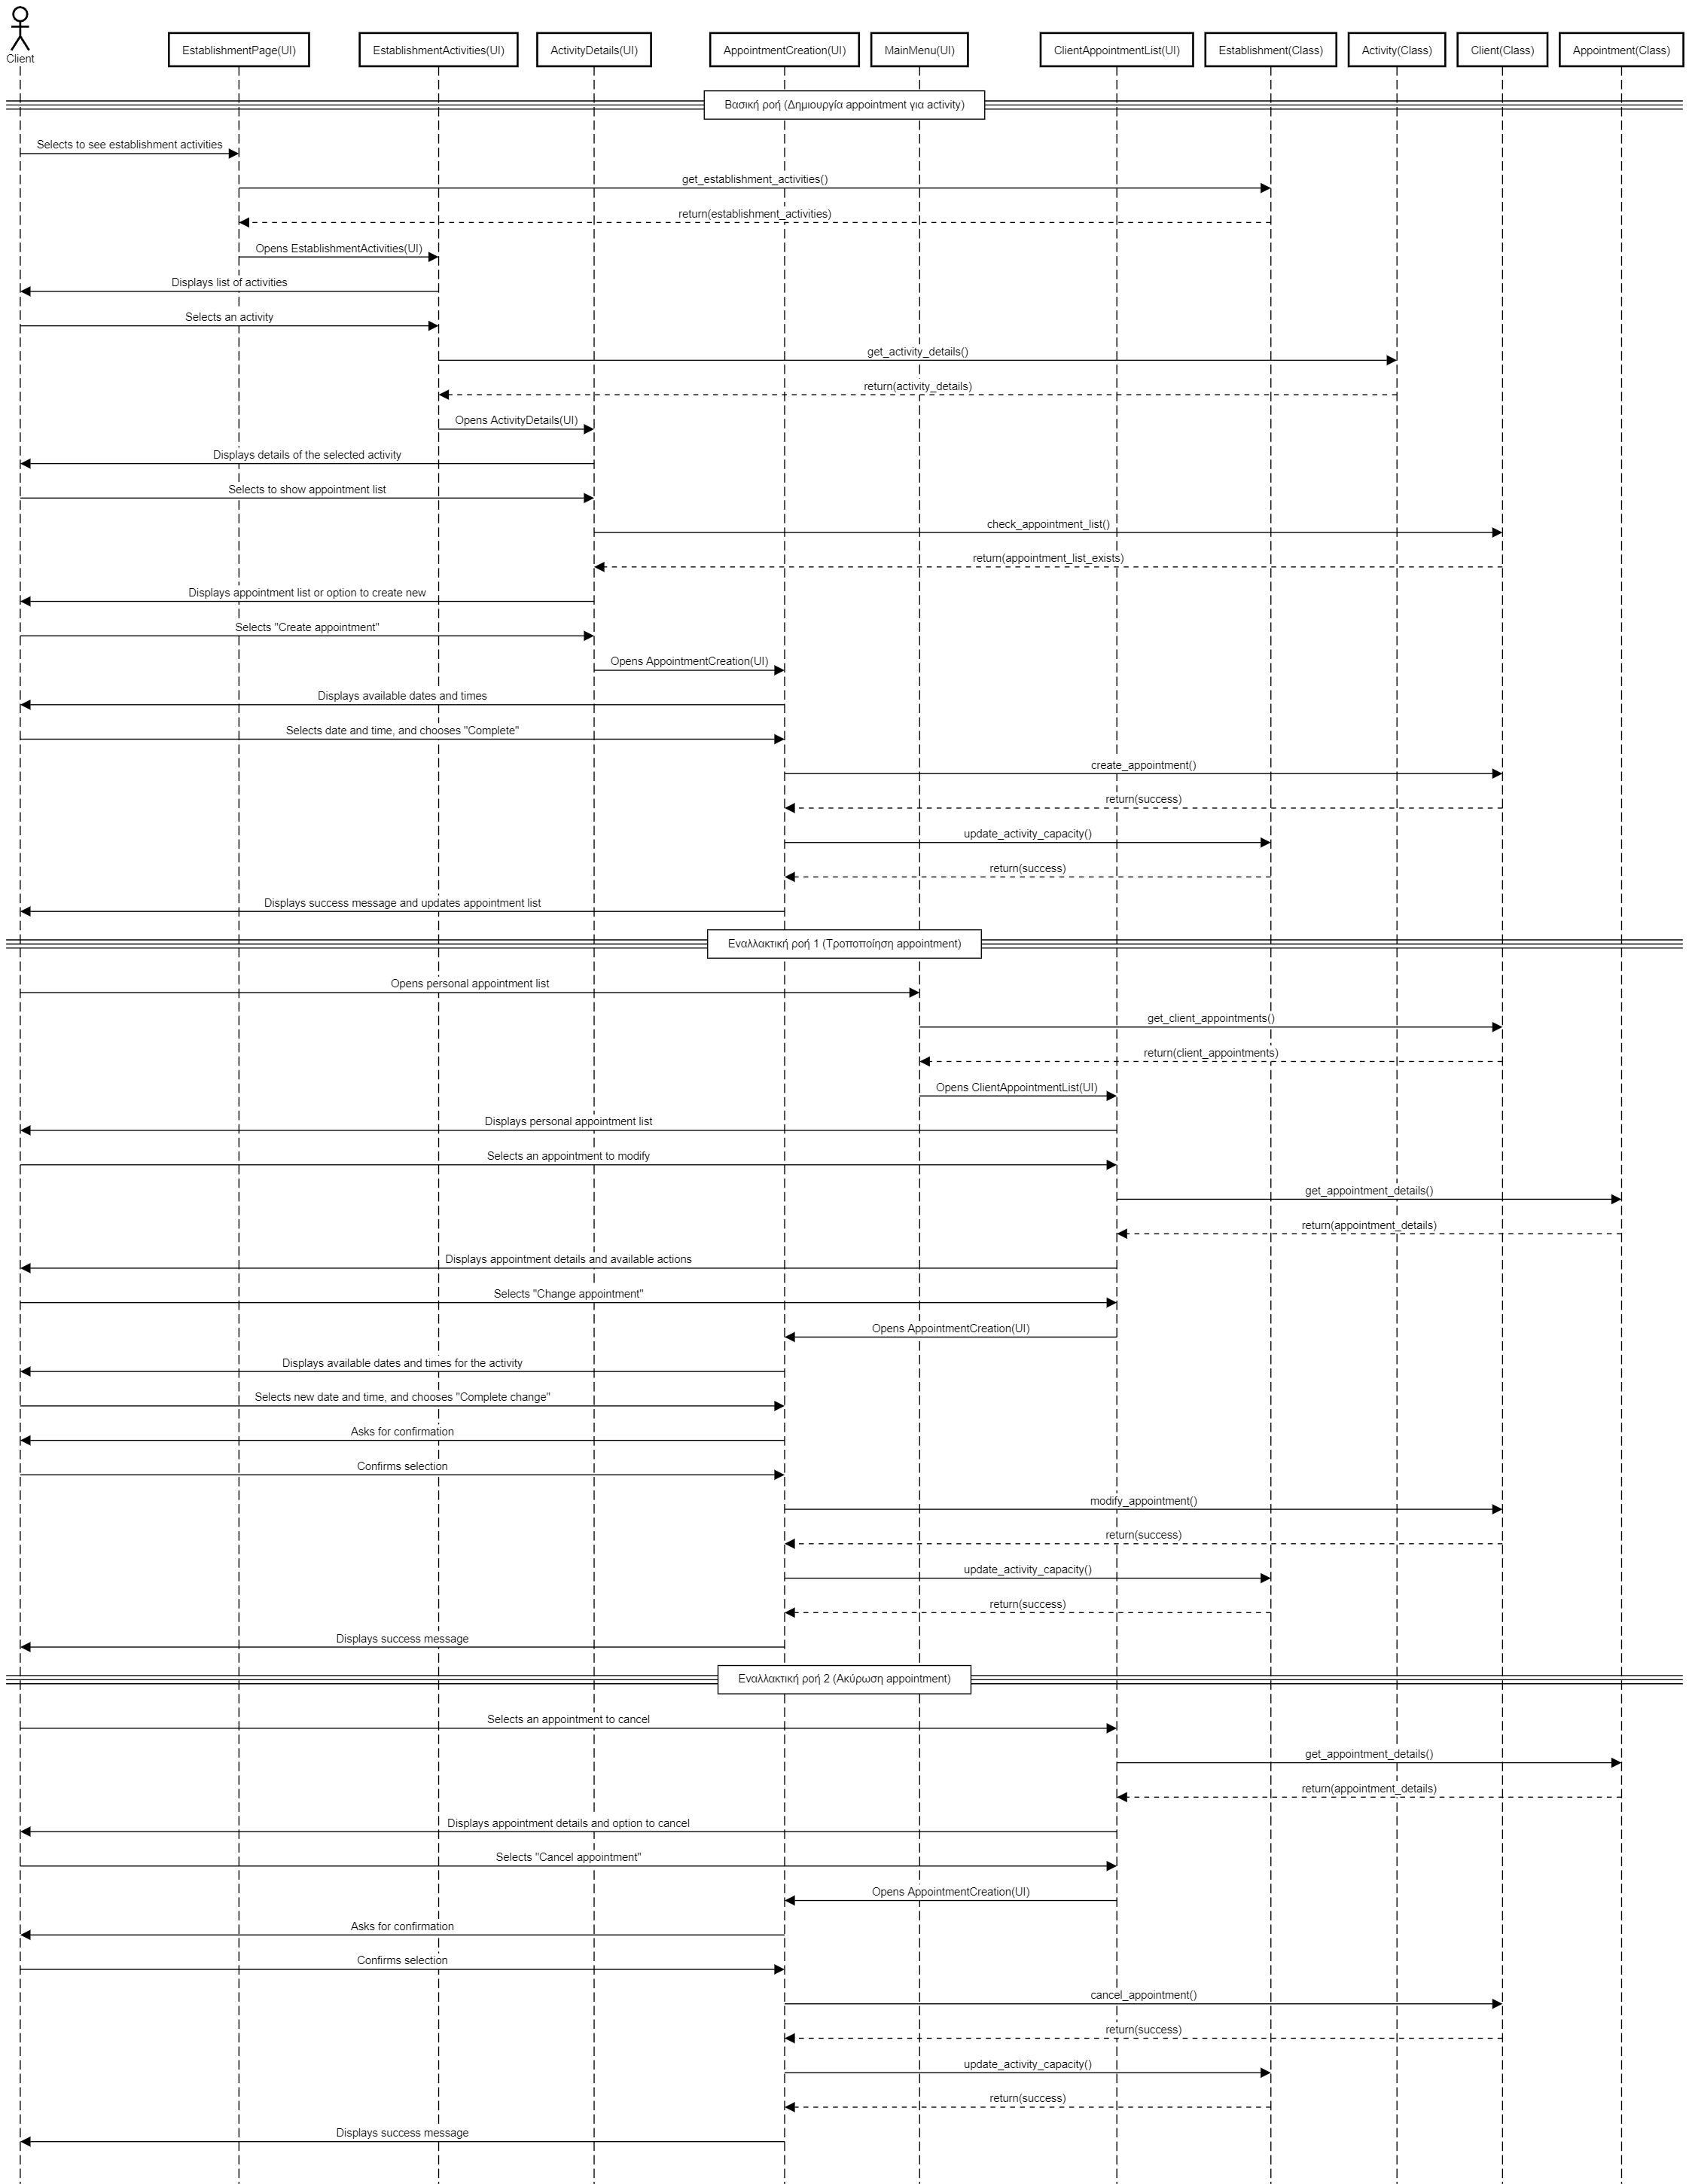 Client
EstablishmentPage(UI)
EstablishmentActivities(UI)
ActivityDetails(UI)
AppointmentCreation(UI)
MainMenu(UI)
ClientAppointmentList(UI)
Establishment(Class)
Activity(Class)
Client(Class)
Appointment(Class)
Βασική ροή (Δημιουργία appointment για activity)
Selects to see establishment activities
get_establishment_activities()
return(establishment_activities)
Opens EstablishmentActivities(UI)
Displays list of activities
Selects an activity
get_activity_details()
return(activity_details)
Opens ActivityDetails(UI)
Displays details of the selected activity
Selects to show appointment list
check_appointment_list()
return(appointment_list_exists)
Displays appointment list or option to create new
Selects "Create appointment"
Opens AppointmentCreation(UI)
Displays available dates and times
Selects date and time, and chooses "Complete"
create_appointment()
return(success)
update_activity_capacity()
return(success)
Displays success message and updates appointment list
Εναλλακτική ροή 1 (Τροποποίηση appointment)
Opens personal appointment list
get_client_appointments()
return(client_appointments)
Opens ClientAppointmentList(UI)
Displays personal appointment list
Selects an appointment to modify
get_appointment_details()
return(appointment_details)
Displays appointment details and available actions
Selects "Change appointment"
Opens AppointmentCreation(UI)
Displays available dates and times for the activity
Selects new date and time, and chooses "Complete change"
Asks for confirmation
Confirms selection
modify_appointment()
return(success)
update_activity_capacity()
return(success)
Displays success message
Εναλλακτική ροή 2 (Ακύρωση appointment)
Selects an appointment to cancel
get_appointment_details()
return(appointment_details)
Displays appointment details and option to cancel
Selects "Cancel appointment"
Opens AppointmentCreation(UI)
Asks for confirmation
Confirms selection
cancel_appointment()
return(success)
update_activity_capacity()
return(success)
Displays success message